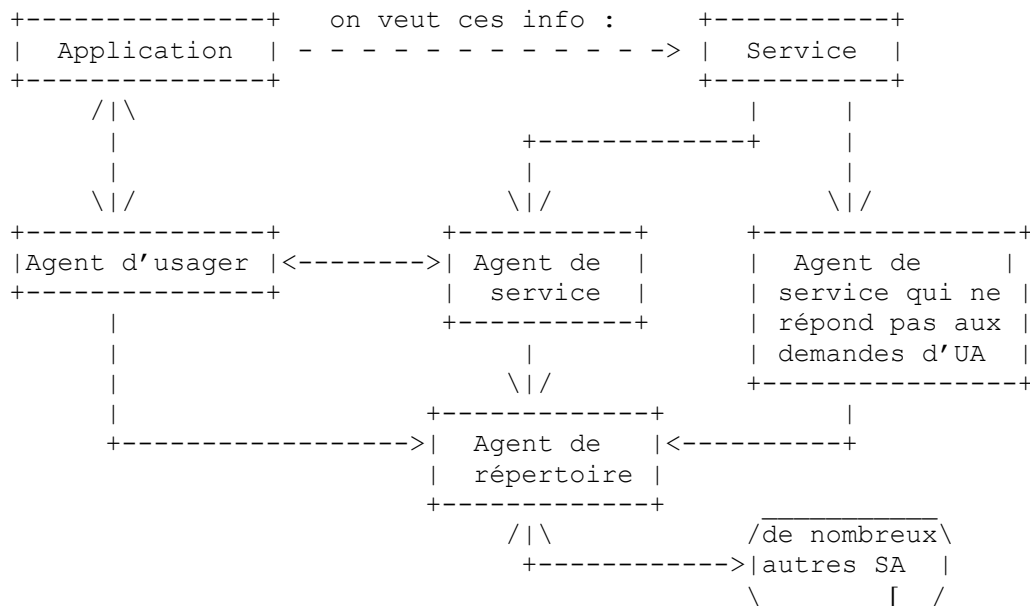 on veut ces info :
Application
Service
Agent d'usager
Agent de
service
Agent de
service qui ne
répond pas aux
demandes d'UA
Agent de
répertoire
de nombreux
autres SA